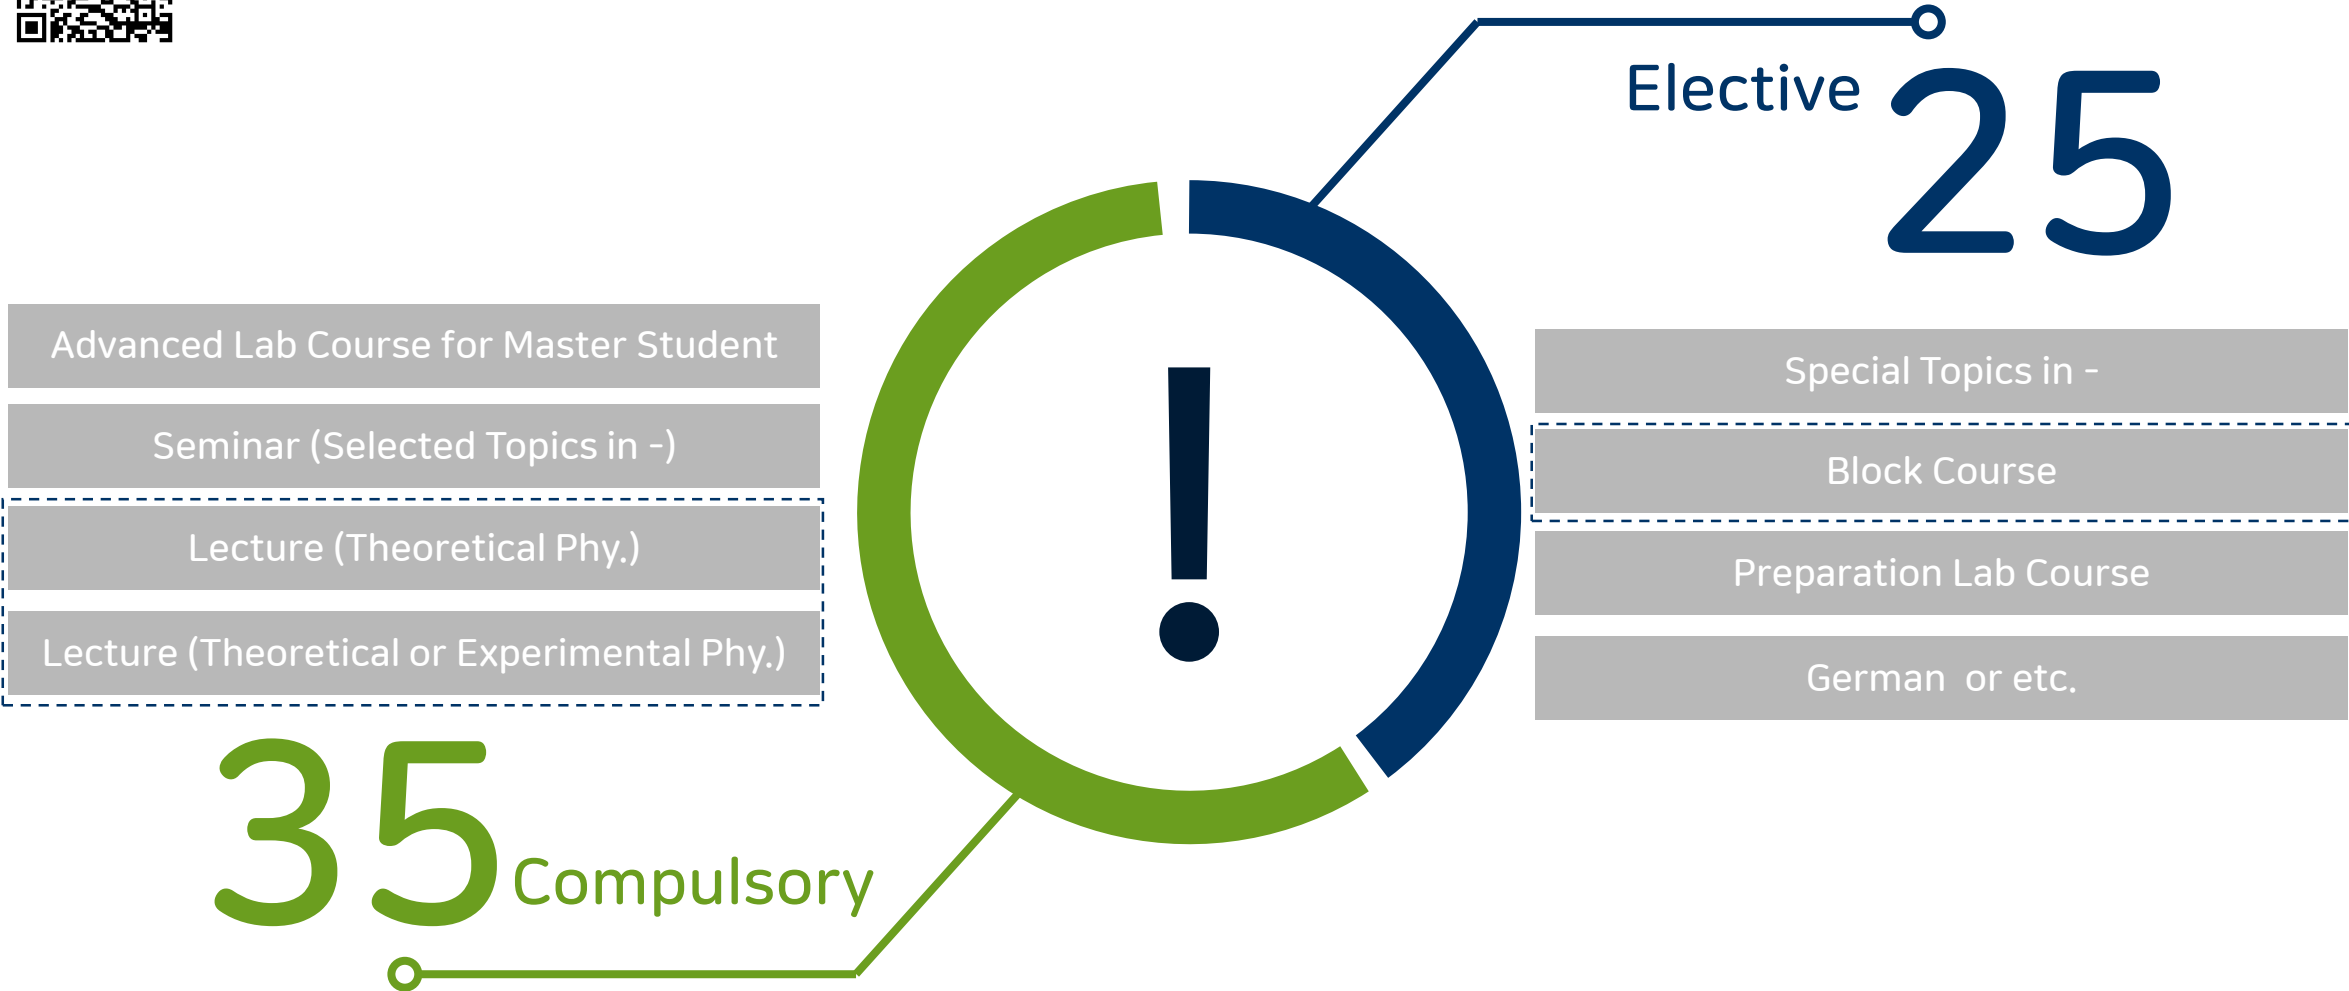 Elective 25
Advanced Lab Course for Master Student
Seminar (Selected Topics in -)
Lecture (Theoretical Phy.)
Lecture (Theoretical or Experimental Phy.)
35 Compulsory
!
Special Topics in -
Block Course
Preparation Lab Course
German  or etc.